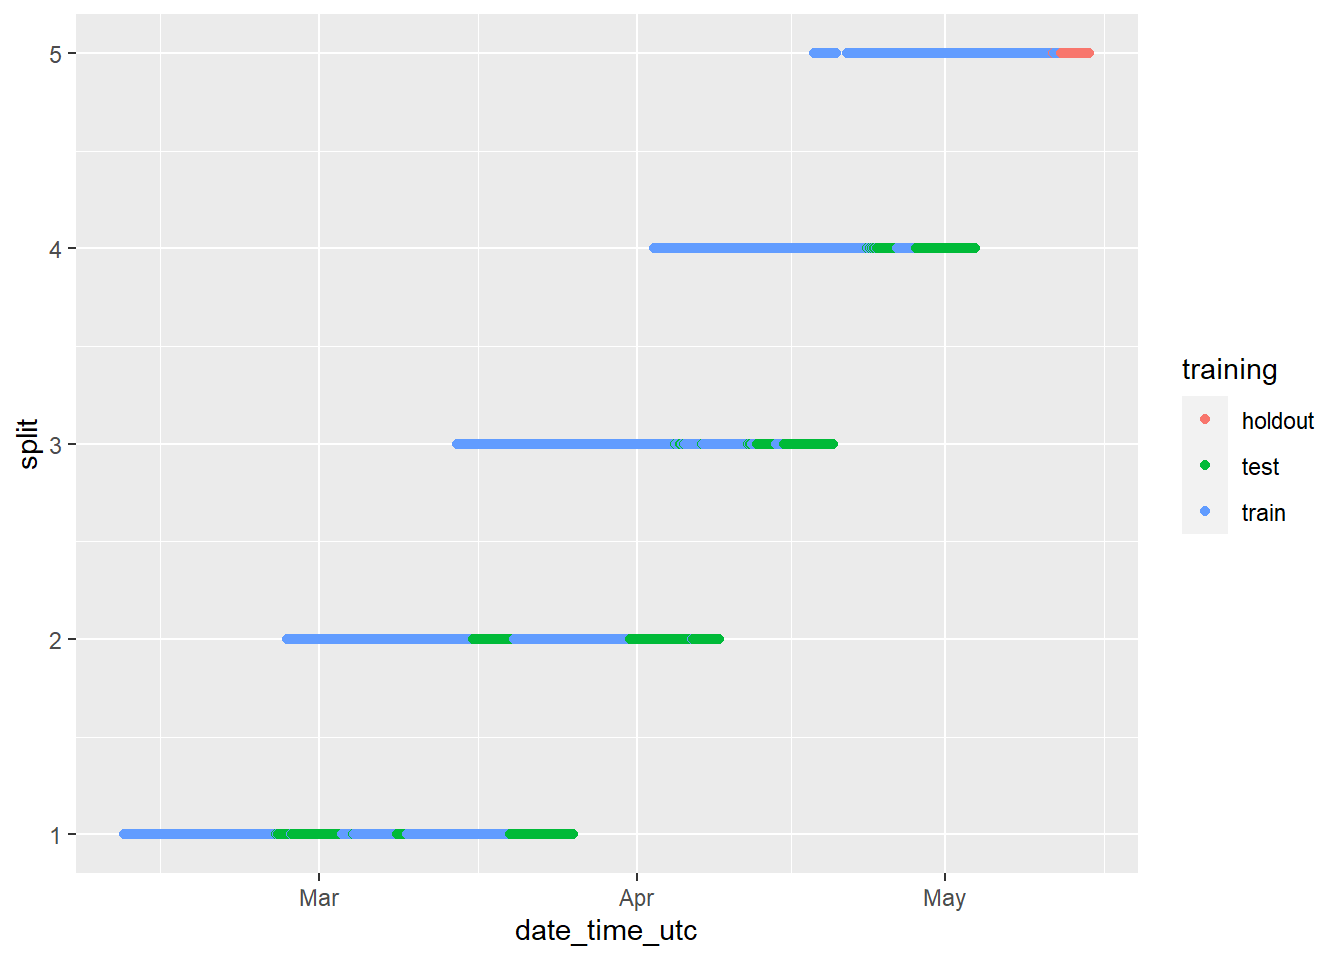 5
4
3
2
1
split
Mar
Apr
May
date_time_utc
training
holdout
test
train